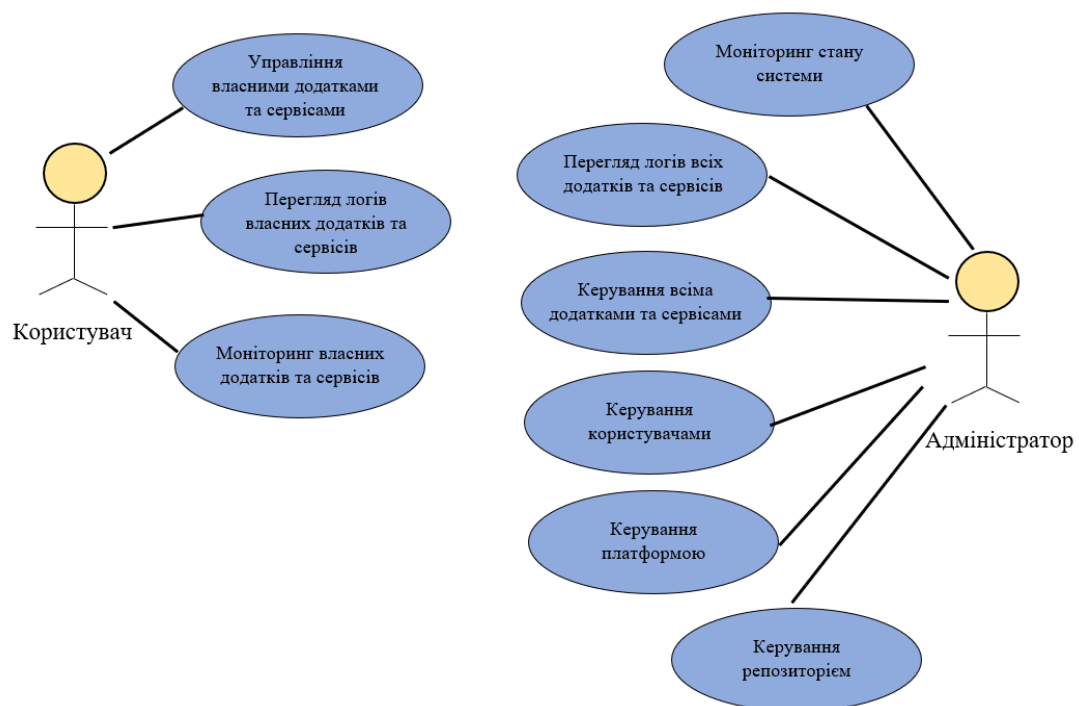 Управління
власними додатками
та сервісами
Перегляд логів
власних додатків та
сервісів
Моніторинг власних
додатків та сервісів
Користувач
Моніторинг стану
системи
Перегляд логів всіх
додатків та сервісів
Керування всіма
додатками та сервісами
Керування
користувачами
Керування
платформою
Керування
репозиторієм
Адміністратор